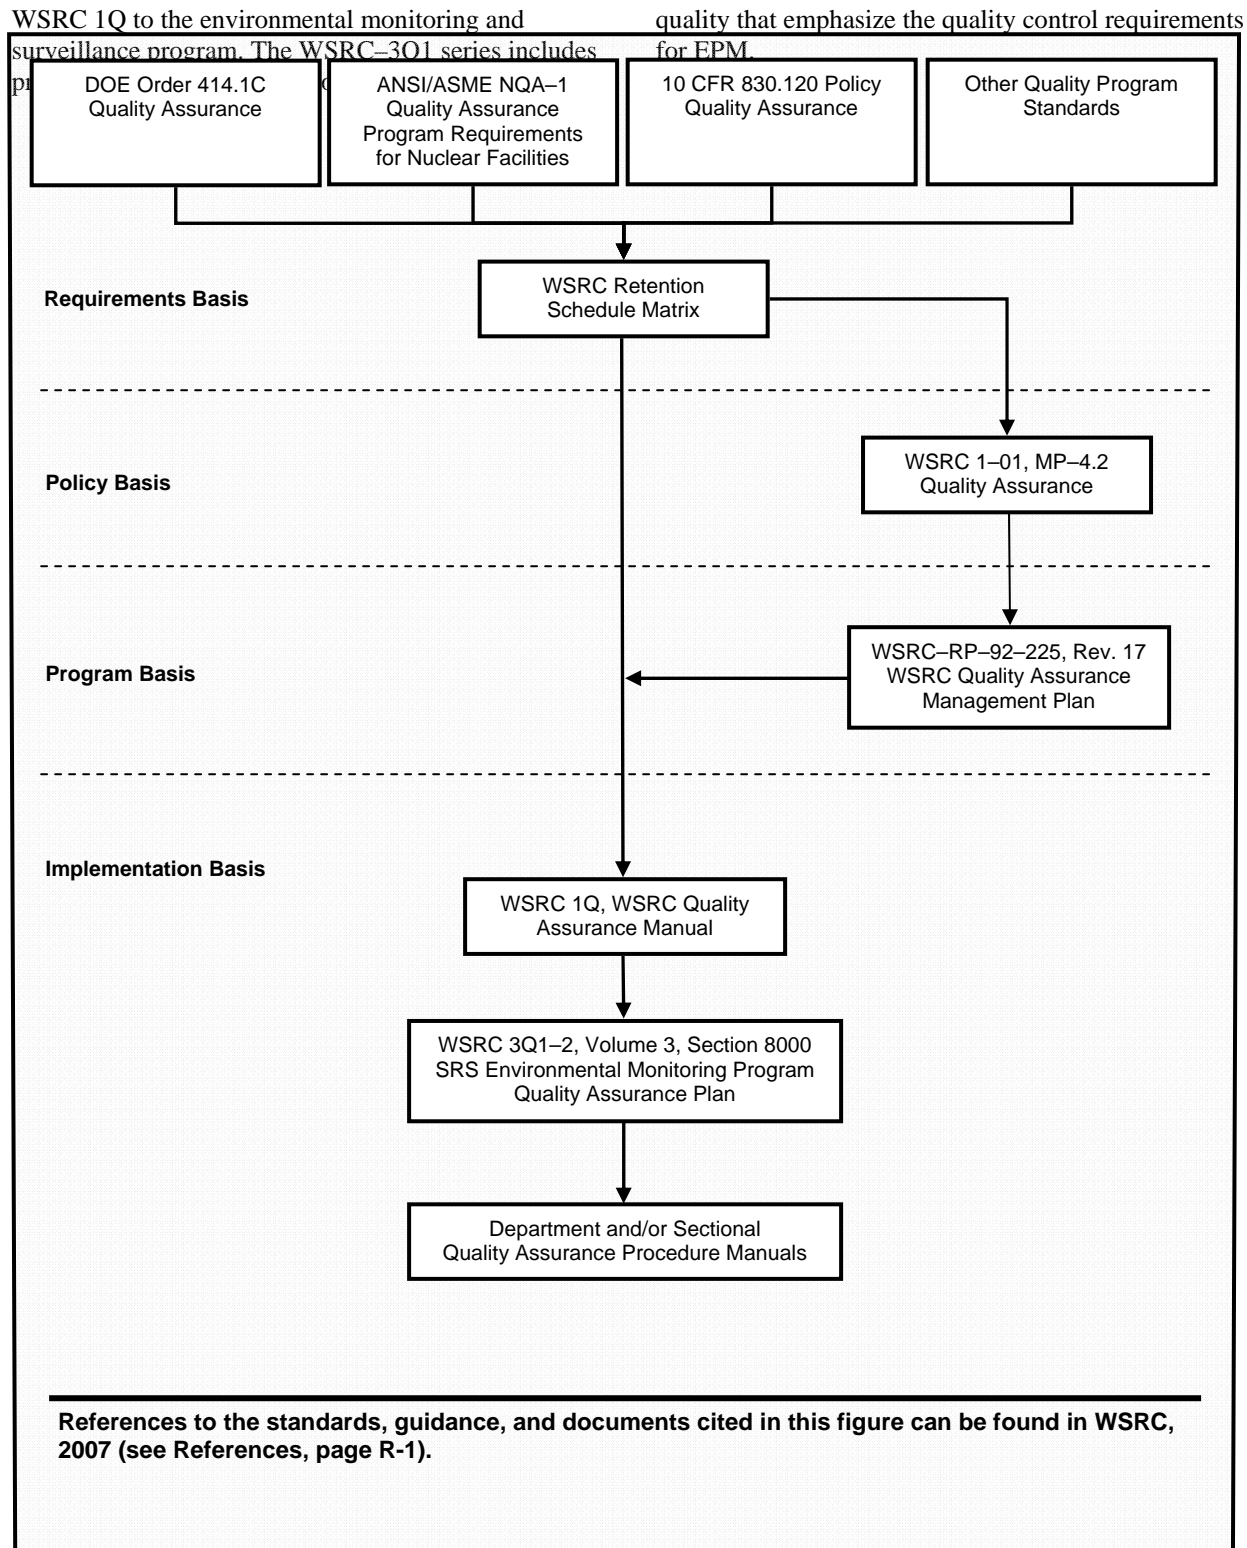 WSRC 1Q to the environmental monitoring and
surveillance program. The WSRC–3Q1 series includes
quality that emphasize the quality control requirements
for EPM.
DOE Order 414.1C
Quality Assurance
ANSI/ASME NQA–1
Quality Assurance
Program Requirements
for Nuclear Facilities
10 CFR 830.120 Policy
Quality Assurance
Other Quality Program
Standards
Requirements Basis
WSRC Retention
Schedule Matrix
Policy Basis
WSRC 1–01, MP–4.2
Quality Assurance
Program Basis
WSRC–RP–92–225, Rev. 17
WSRC Quality Assurance
Management Plan
Implementation Basis
WSRC 1Q, WSRC Quality
Assurance Manual
WSRC 3Q1–2, Volume 3, Section 8000
SRS Environmental Monitoring Program
Quality Assurance Plan
Department and/or Sectional
Quality Assurance Procedure Manuals
References to the standards, guidance, and documents cited in this figure can be found in WSRC,
2007 (see References, page R-1).